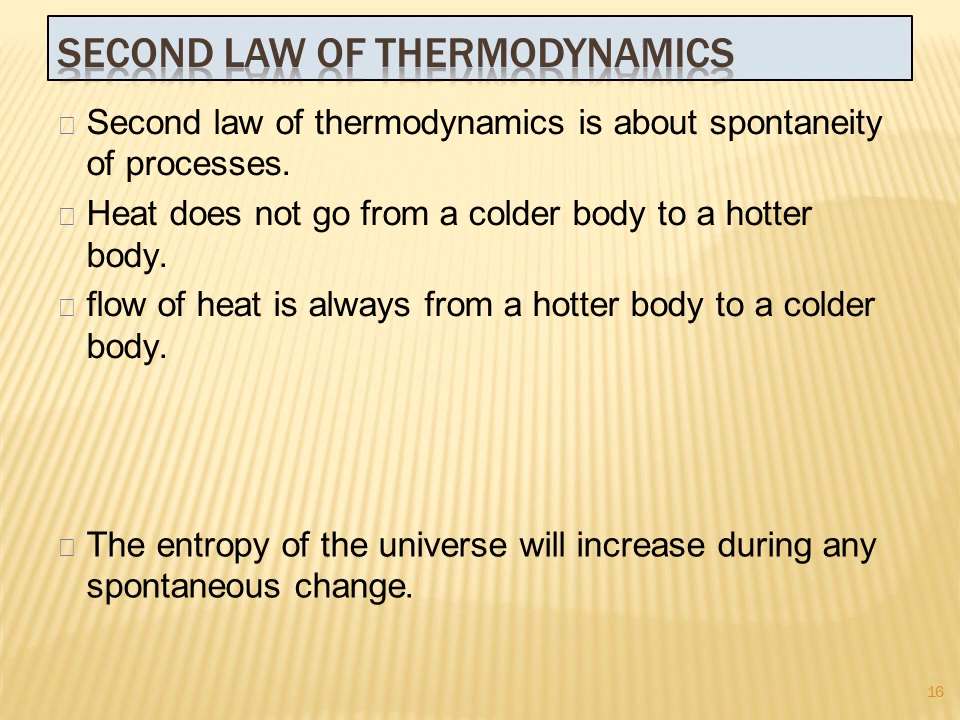 SECOND LAW OF THERMODYNAMICS
Second law of thermodynamics is about spontaneity
of processes.
Heat does not go from a colder body to a hotter
body.
flow of heat is always from a hotter body to a colder
body.
The entropy of the universe will increase during any
spontaneous change.
16